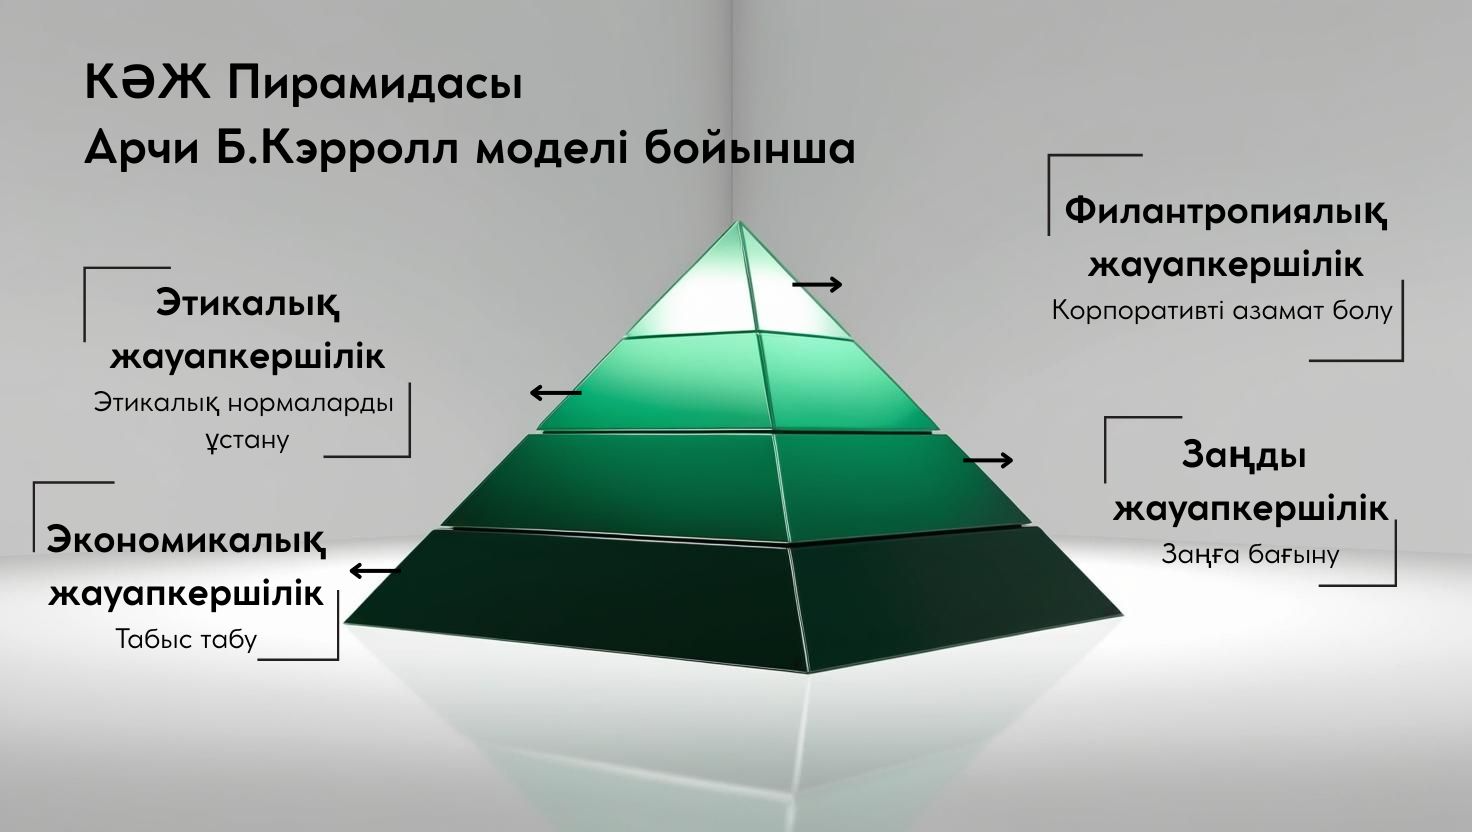 КӘЖ Пирамидасы
Арчи Б.Кэрролл моделі бойынша
Филантропиялық
жауапкершілік
Корпоративті азамат болу
Этикалық
жауапкершілік
Этикалық нормаларды
ұстану
Заңды
жауапкершілік
Заңға бағыну
Экономикалық
жауапкершілік
Табыс табу